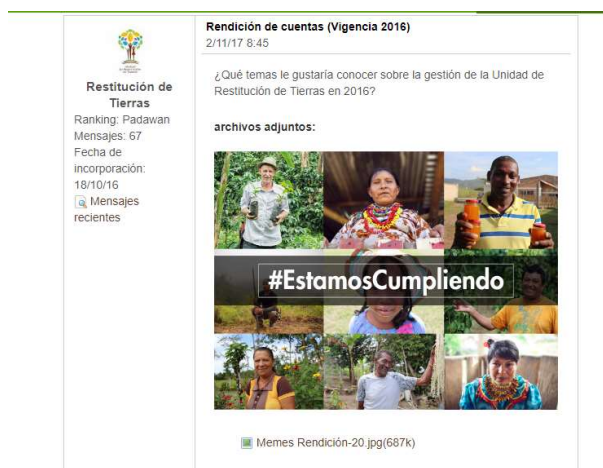 Restitución de
Tierras
Ranking: Padawan
Mensajes: 67
Fecha de
incorporación:
18/10/16
Mensajes
recientes
Rendición de cuentas (Vigencia 2016)
2/11/17 8:45
¿Qué temas le gustaría conocer sobre la gestión de la Unidad de
Restitución de Tierras en 2016?
archivos adjuntos:
#EstamosCumpliendo
Memes Rendición-20.jpg(687k)